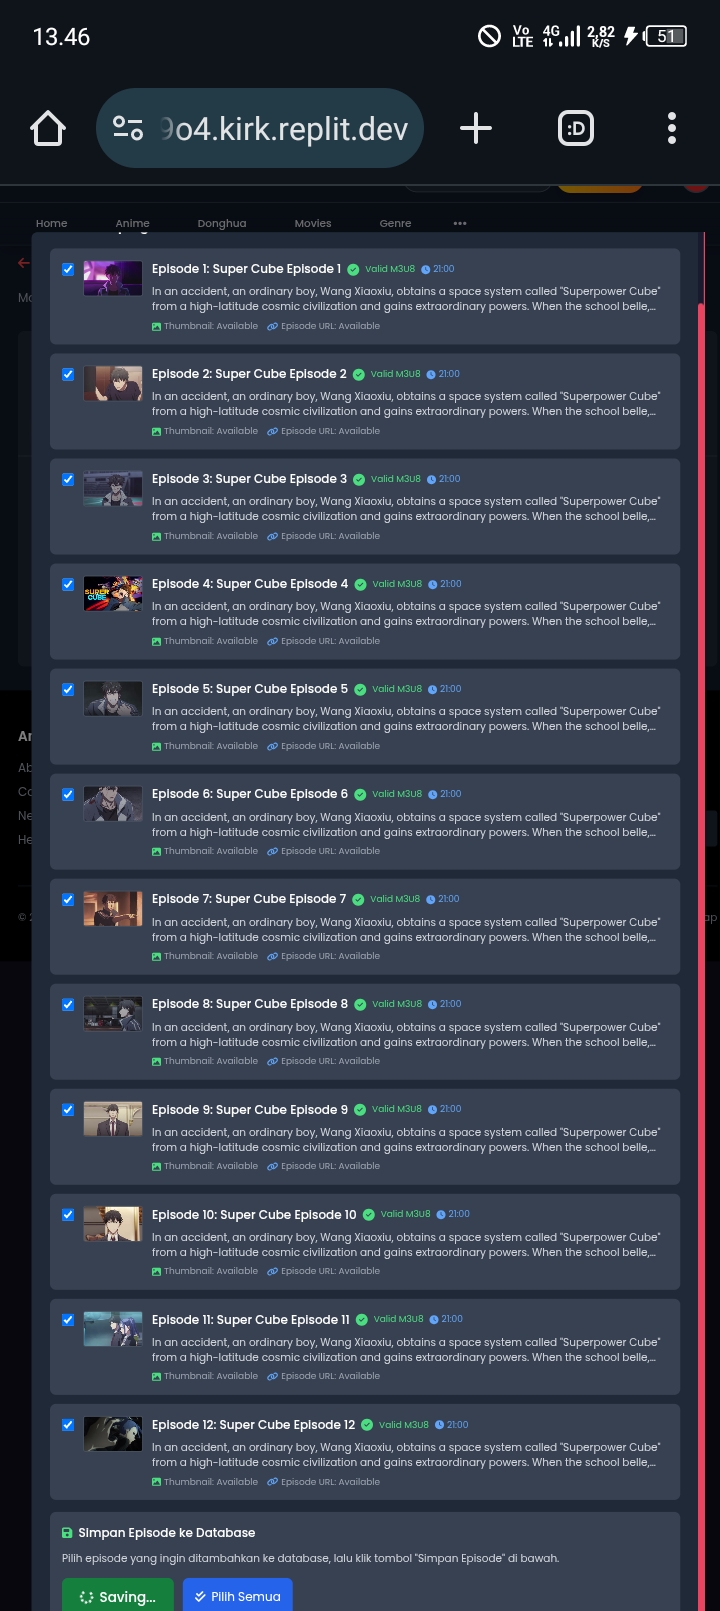 13.46
Vo LTE 4G 2,82 K/S 51
9o4.kirk.replit.dev :D
Home Anime Donghua Movies Genre •••
Episode 1: Super Cube Episode 1 Valid M3U8 21:00
In an accident, an ordinary boy, Wang Xiaoxiu, obtains a space system called "Superpower Cube"
from a high-latitude cosmic civilization and gains extraordinary powers. When the school belle,...
Thumbnail: Available Episode URL: Available
Episode 2: Super Cube Episode 2 Valid M3U8 21:00
In an accident, an ordinary boy, Wang Xiaoxiu, obtains a space system called "Superpower Cube"
from a high-latitude cosmic civilization and gains extraordinary powers. When the school belle,...
Thumbnail: Available Episode URL: Available
Episode 3: Super Cube Episode 3 Valid M3U8 21:00
In an accident, an ordinary boy, Wang Xiaoxiu, obtains a space system called "Superpower Cube"
from a high-latitude cosmic civilization and gains extraordinary powers. When the school belle,...
Thumbnail: Available Episode URL: Available
Episode 4: Super Cube Episode 4 Valid M3U8 21:00
SUPER CUBE
In an accident, an ordinary boy, Wang Xiaoxiu, obtains a space system called "Superpower Cube"
from a high-latitude cosmic civilization and gains extraordinary powers. When the school belle,...
Thumbnail: Available Episode URL: Available
Episode 5: Super Cube Episode 5 Valid M3U8 21:00
In an accident, an ordinary boy, Wang Xiaoxiu, obtains a space system called "Superpower Cube"
from a high-latitude cosmic civilization and gains extraordinary powers. When the school belle,...
Thumbnail: Available Episode URL: Available
Episode 6: Super Cube Episode 6 Valid M3U8 21:00
In an accident, an ordinary boy, Wang Xiaoxiu, obtains a space system called "Superpower Cube"
from a high-latitude cosmic civilization and gains extraordinary powers. When the school belle,...
Thumbnail: Available Episode URL: Available
Episode 7: Super Cube Episode 7 Valid M3U8 21:00
In an accident, an ordinary boy, Wang Xiaoxiu, obtains a space system called "Superpower Cube"
from a high-latitude cosmic civilization and gains extraordinary powers. When the school belle,...
Thumbnail: Available Episode URL: Available
Episode 8: Super Cube Episode 8 Valid M3U8 21:00
In an accident, an ordinary boy, Wang Xiaoxiu, obtains a space system called "Superpower Cube"
from a high-latitude cosmic civilization and gains extraordinary powers. When the school belle,...
Thumbnail: Available Episode URL: Available
Episode 9: Super Cube Episode 9 Valid M3U8 21:00
In an accident, an ordinary boy, Wang Xiaoxiu, obtains a space system called "Superpower Cube"
from a high-latitude cosmic civilization and gains extraordinary powers. When the school belle,...
Thumbnail: Available Episode URL: Available
Episode 10: Super Cube Episode 10 Valid M3U8 21:00
In an accident, an ordinary boy, Wang Xiaoxiu, obtains a space system called "Superpower Cube"
from a high-latitude cosmic civilization and gains extraordinary powers. When the school belle,...
Thumbnail: Available Episode URL: Available
Episode 11: Super Cube Episode 11 Valid M3U8 21:00
In an accident, an ordinary boy, Wang Xiaoxiu, obtains a space system called "Superpower Cube"
from a high-latitude cosmic civilization and gains extraordinary powers. When the school belle,...
Thumbnail: Available Episode URL: Available
Episode 12: Super Cube Episode 12 Valid M3U8 21:00
In an accident, an ordinary boy, Wang Xiaoxiu, obtains a space system called "Superpower Cube"
from a high-latitude cosmic civilization and gains extraordinary powers. When the school belle,...
Thumbnail: Available Episode URL: Available
Simpan Episode ke Database
Pilih episode yang ingin ditambahkan ke database, lalu klik tombol "Simpan Episode" di bawah.
Saving... Pilih Semua